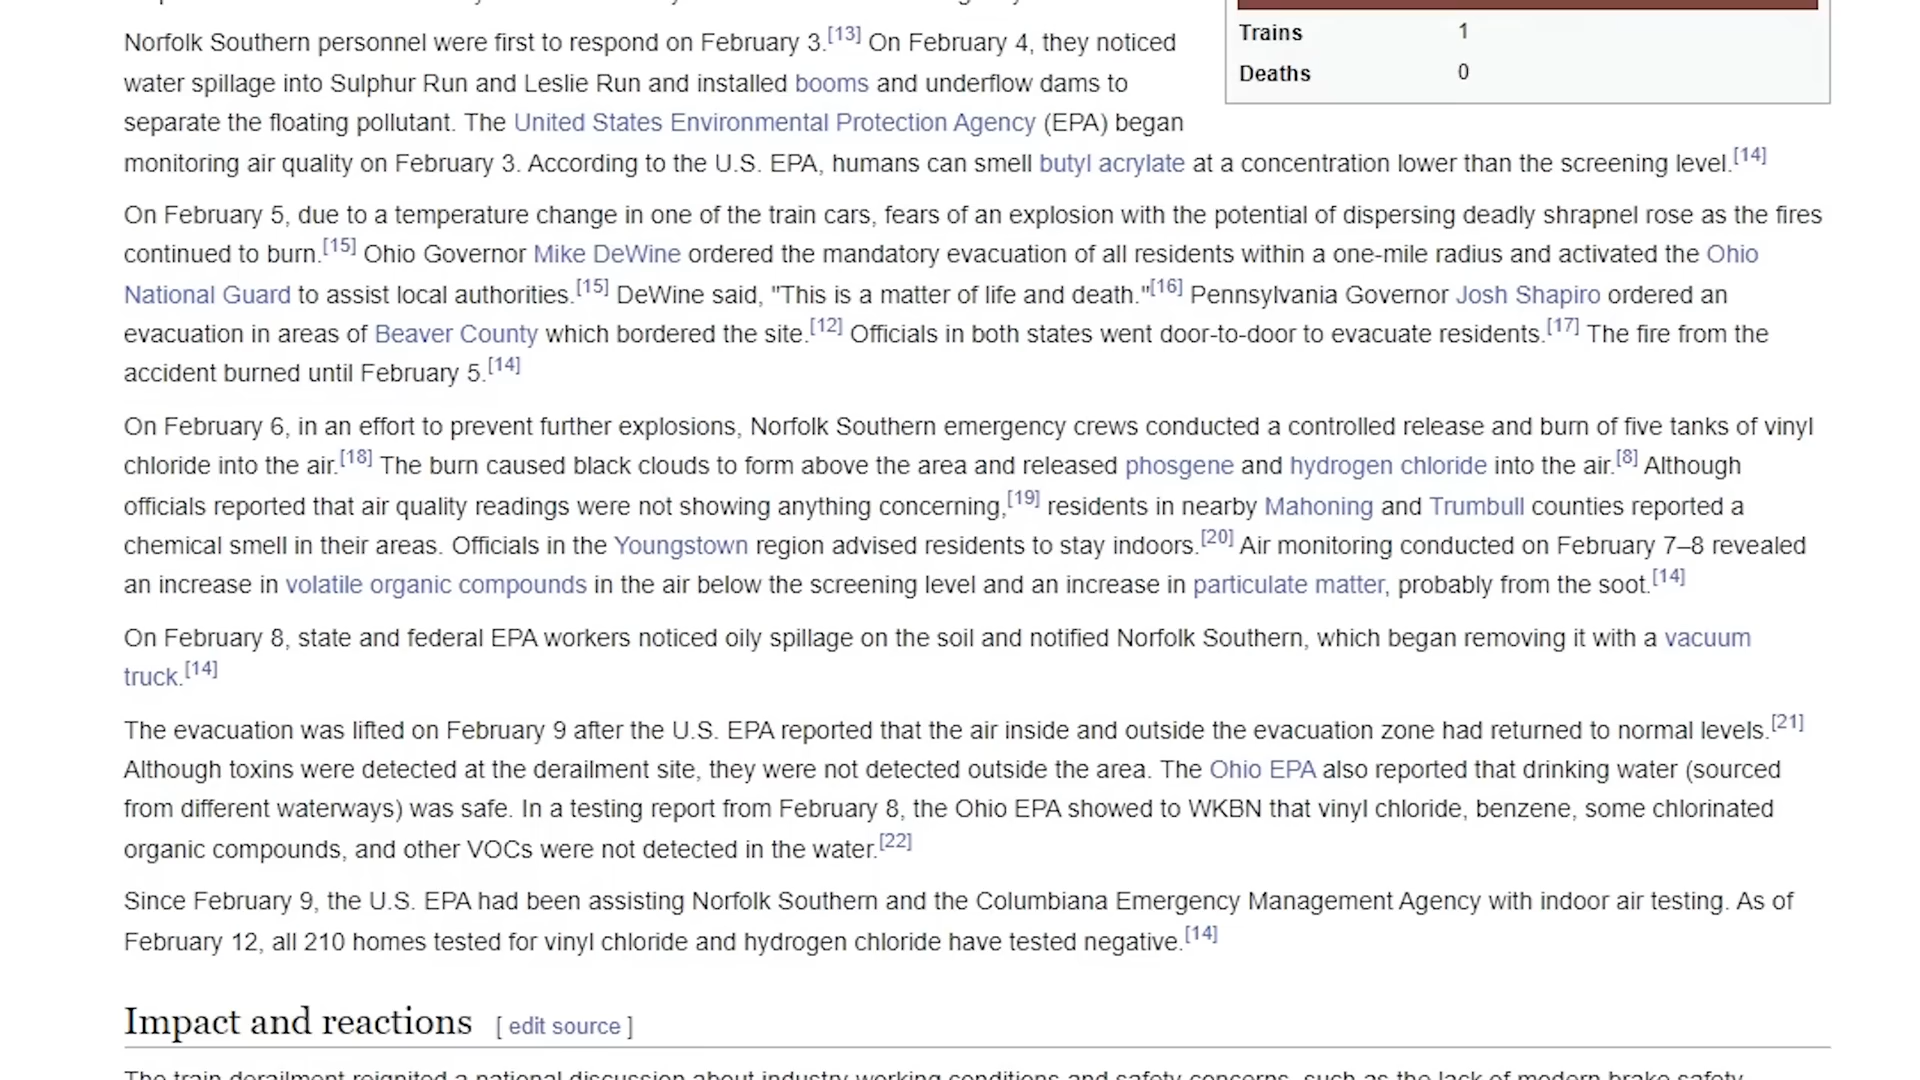 Trains 1
Deaths 0
Norfolk Southern personnel were first to respond on February 3.[13] On February 4, they noticed
water spillage into Sulphur Run and Leslie Run and installed booms and underflow dams to
separate the floating pollutant. The United States Environmental Protection Agency (EPA) began
monitoring air quality on February 3. According to the U.S. EPA, humans can smell butyl acrylate at a concentration lower than the screening level.[14]
On February 5, due to a temperature change in one of the train cars, fears of an explosion with the potential of dispersing deadly shrapnel rose as the fires
continued to burn.[15] Ohio Governor Mike DeWine ordered the mandatory evacuation of all residents within a one-mile radius and activated the Ohio
National Guard to assist local authorities.[15] DeWine said, "This is a matter of life and death."[16] Pennsylvania Governor Josh Shapiro ordered an
evacuation in areas of Beaver County which bordered the site.[12] Officials in both states went door-to-door to evacuate residents.[17] The fire from the
accident burned until February 5.[14]
On February 6, in an effort to prevent further explosions, Norfolk Southern emergency crews conducted a controlled release and burn of five tanks of vinyl
chloride into the air.[18] The burn caused black clouds to form above the area and released phosgene and hydrogen chloride into the air.[8] Although
officials reported that air quality readings were not showing anything concerning,[19] residents in nearby Mahoning and Trumbull counties reported a
chemical smell in their areas. Officials in the Youngstown region advised residents to stay indoors.[20] Air monitoring conducted on February 7–8 revealed
an increase in volatile organic compounds in the air below the screening level and an increase in particulate matter, probably from the soot.[14]
On February 8, state and federal EPA workers noticed oily spillage on the soil and notified Norfolk Southern, which began removing it with a vacuum
truck.[14]
The evacuation was lifted on February 9 after the U.S. EPA reported that the air inside and outside the evacuation zone had returned to normal levels.[21]
Although toxins were detected at the derailment site, they were not detected outside the area. The Ohio EPA also reported that drinking water (sourced
from different waterways) was safe. In a testing report from February 8, the Ohio EPA showed to WKBN that vinyl chloride, benzene, some chlorinated
organic compounds, and other VOCs were not detected in the water.[22]
Since February 9, the U.S. EPA had been assisting Norfolk Southern and the Columbiana Emergency Management Agency with indoor air testing. As of
February 12, all 210 homes tested for vinyl chloride and hydrogen chloride have tested negative.[14]
Impact and reactions [ edit source ]
The train derailment reignited a national discussion about industry working conditions and safety concerns, such as the lack of modern brake safety